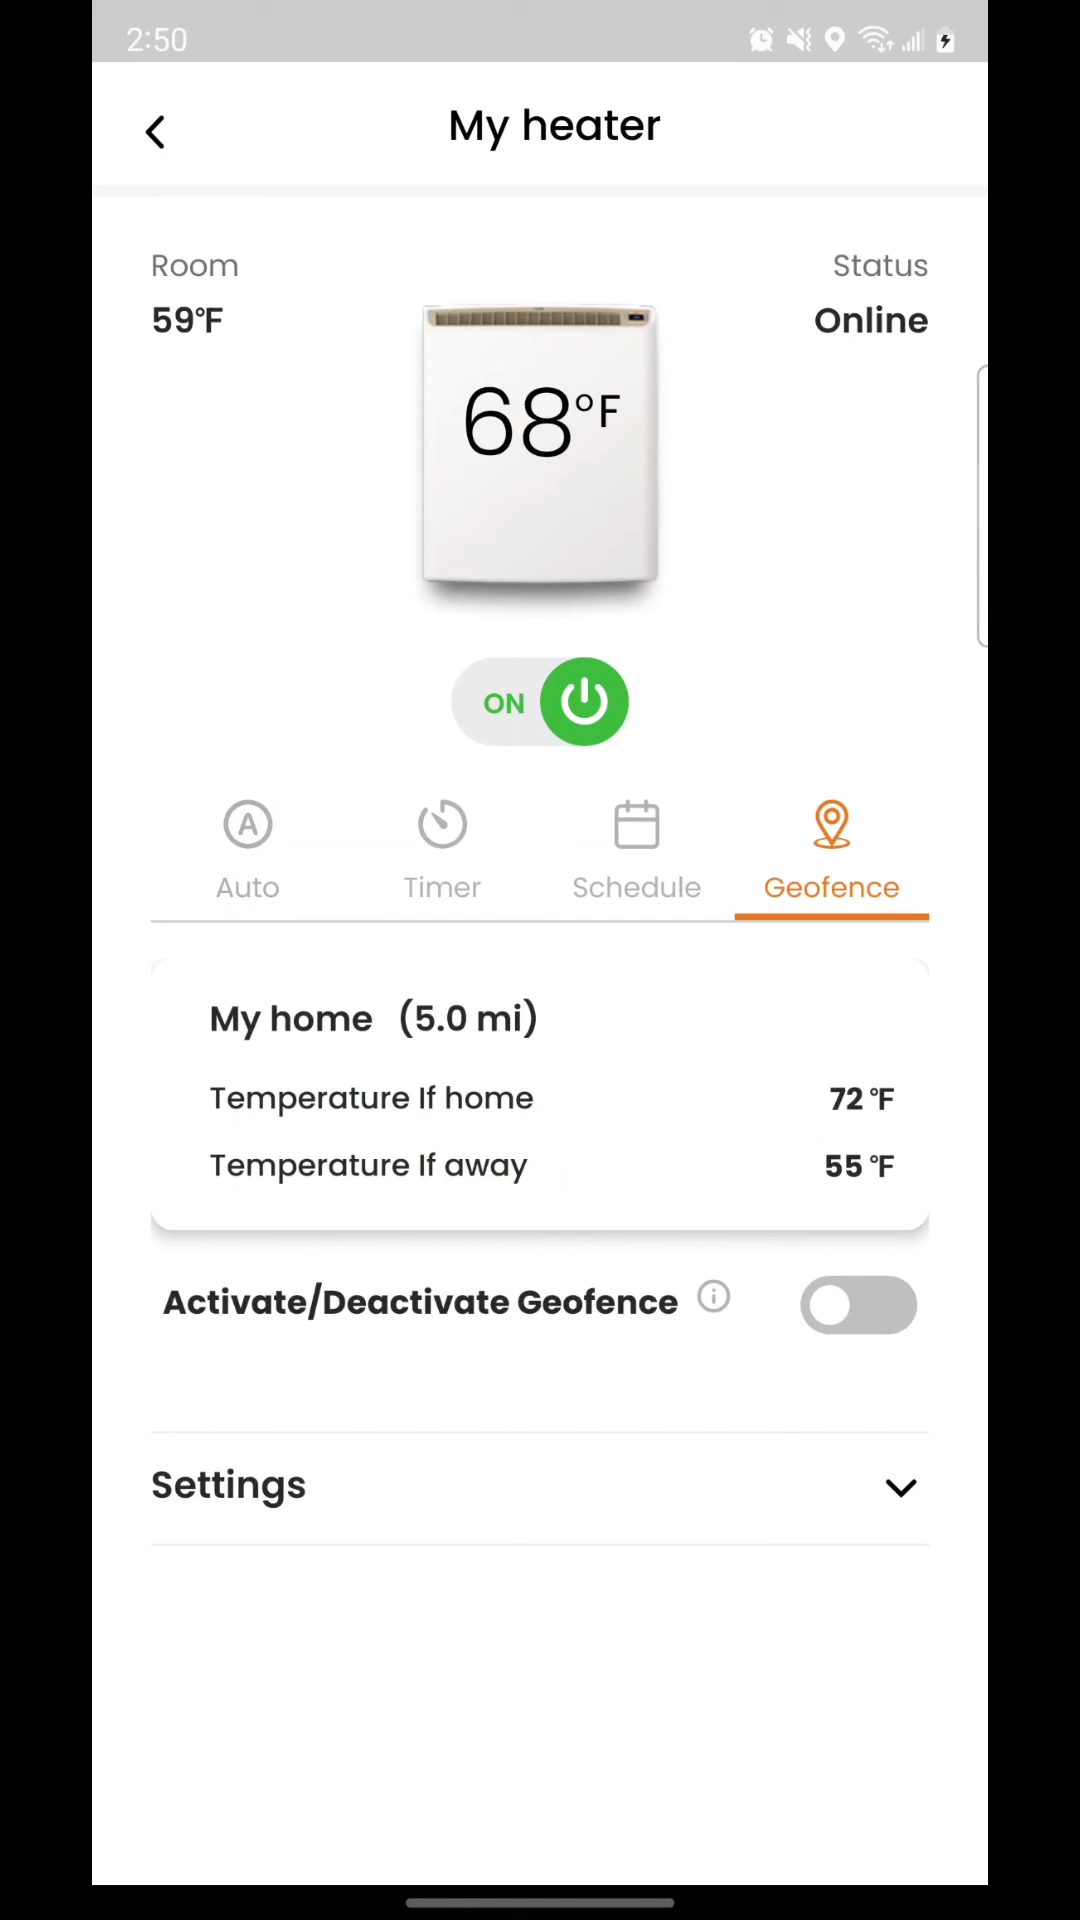 2:50
My heater
Room
Status
59°F
Online
68°F
ON
A
Auto
Timer
Schedule
Geofence
My home (5.0 mi)
Temperature If home 72 °F
Temperature If away 55 °F
Activate/Deactivate Geofence
Settings